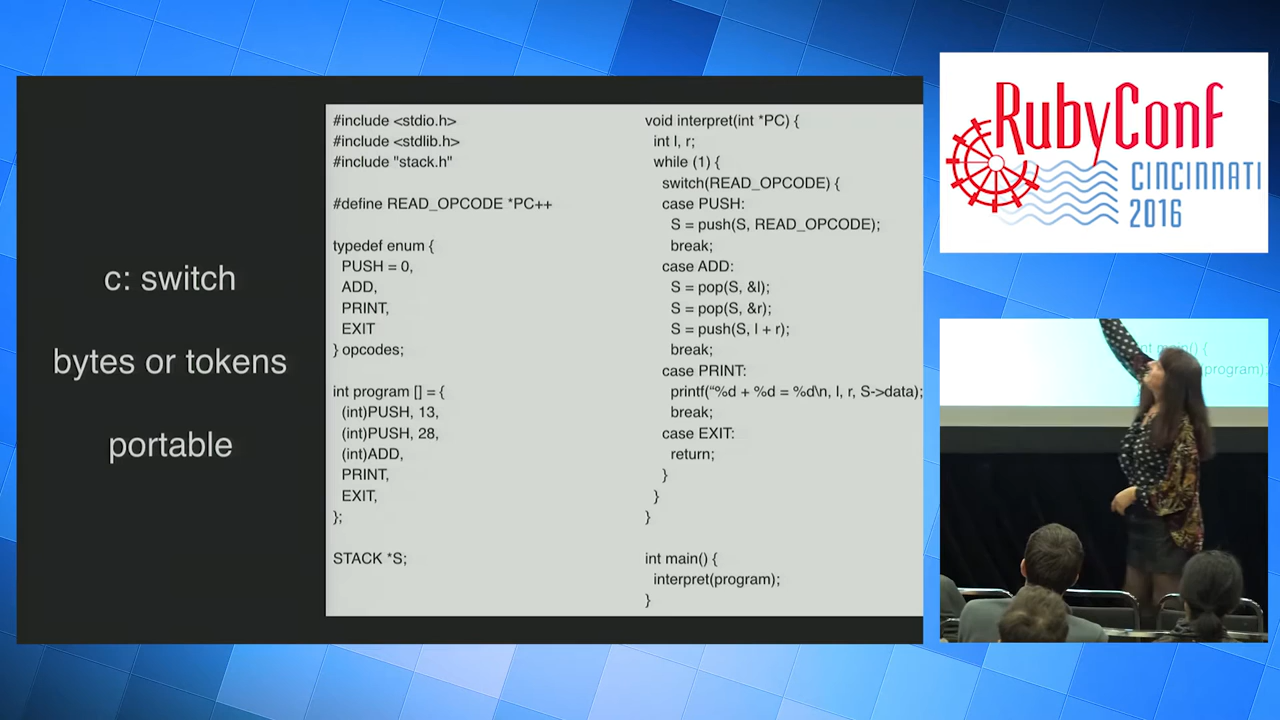 c: switch
bytes or tokens
portable
#include <stdio.h>
#include <stdlib.h>
#include "stack.h"
#define READ_OPCODE *PC++
typedef enum {
PUSH = 0,
ADD,
PRINT,
EXIT
} opcodes;
int program [] = {
(int)PUSH, 13,
(int)PUSH, 28,
(int)ADD,
PRINT,
EXIT,
};
STACK *S;
void interpret(int *PC) {
int l, r;
while (1) {
switch(READ_OPCODE) {
case PUSH:
S = push(S, READ_OPCODE);
break;
case ADD:
S = pop(S, &l);
S = pop(S, &r);
S = push(S, l + r);
break;
case PRINT:
printf(“%d + %d = %d\n, l, r, S->data);
break;
case EXIT:
return;
}
}
}
int main() {
interpret(program);
}
RubyConf
CINCINNATI
2016
int main() {
program);